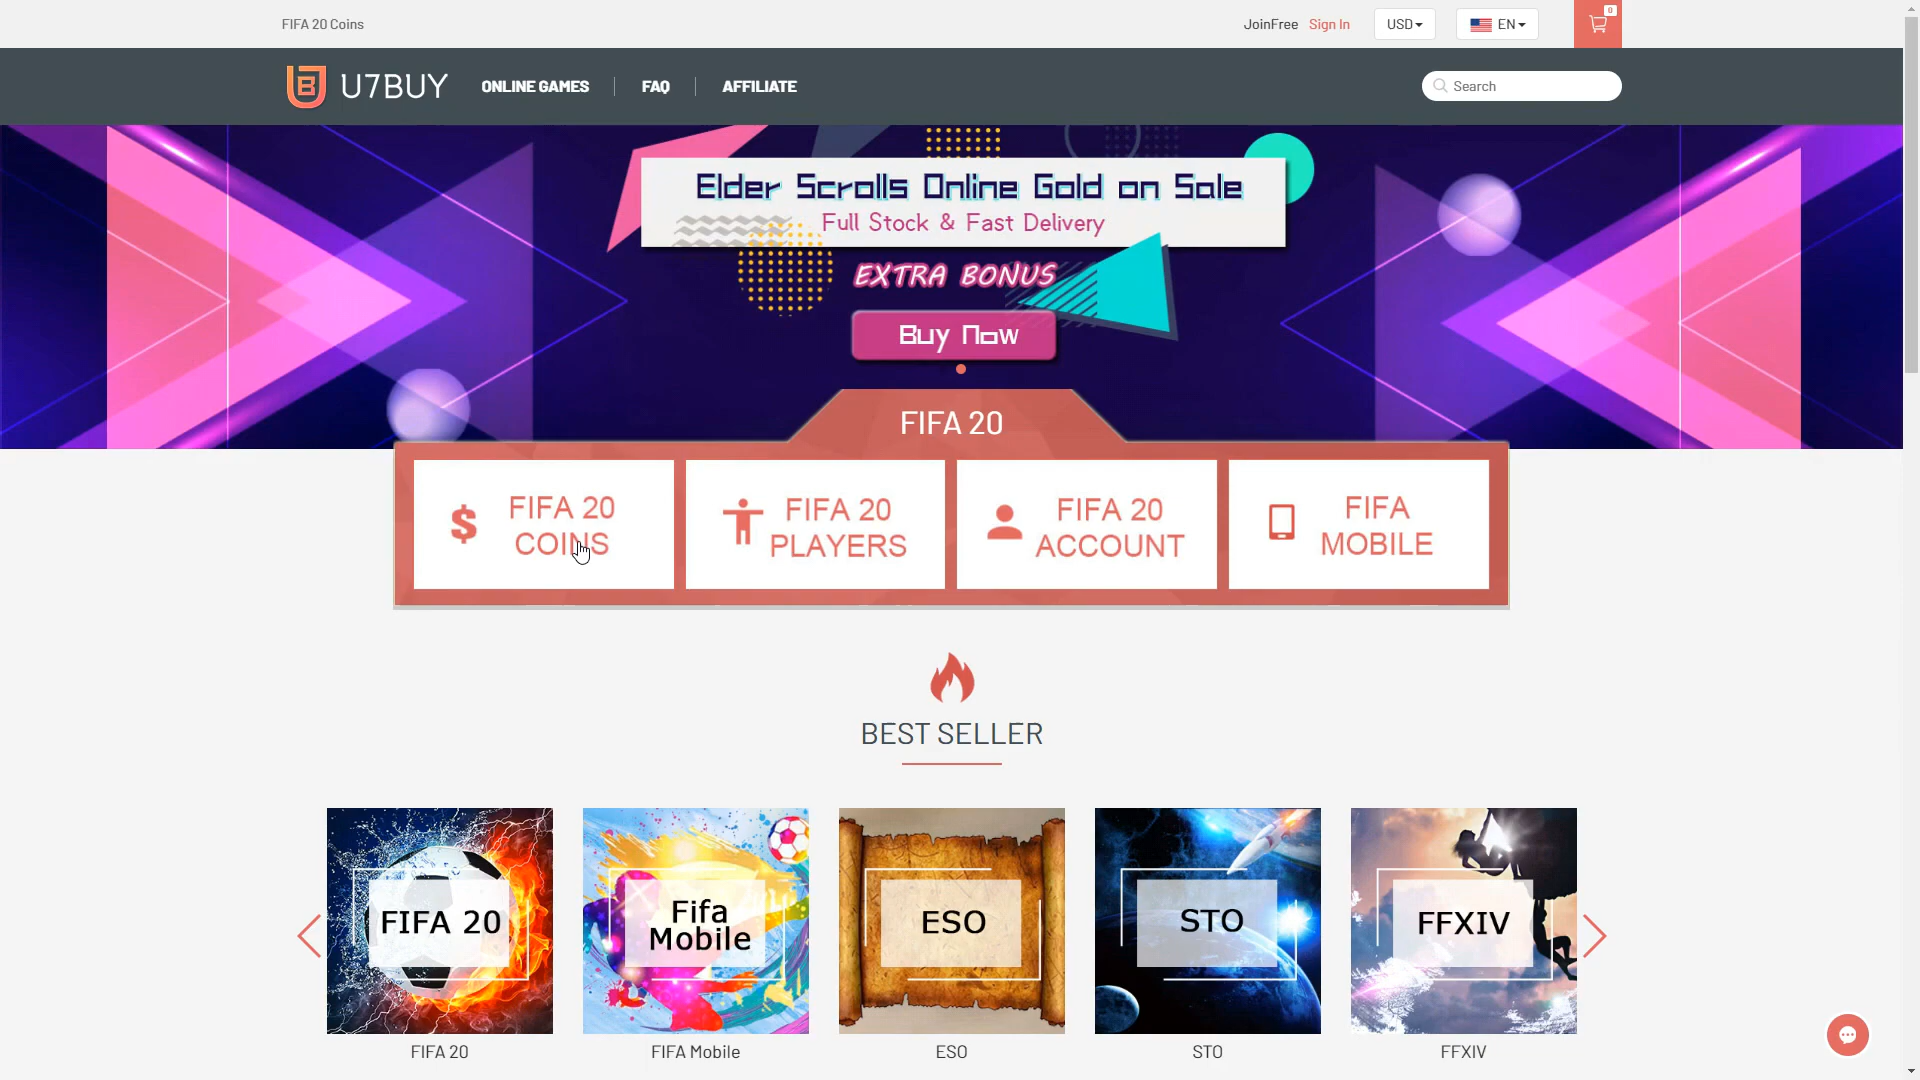 FIFA 20 Coins
JoinFree Sign In
USD
EN
0
U7BUY
ONLINE GAMES
FAQ
AFFILIATE
Search
Elder Scrolls Online Gold on Sale
Full Stock & Fast Delivery
EXTRA BONUS
Buy Now
FIFA 20
FIFA 20
COINS
FIFA 20
PLAYERS
FIFA 20
ACCOUNT
FIFA
MOBILE
BEST SELLER
FIFA 20
Fifa
Mobile
ESO
STO
FFXIV
FIFA 20
FIFA Mobile
ESO
STO
FFXIV